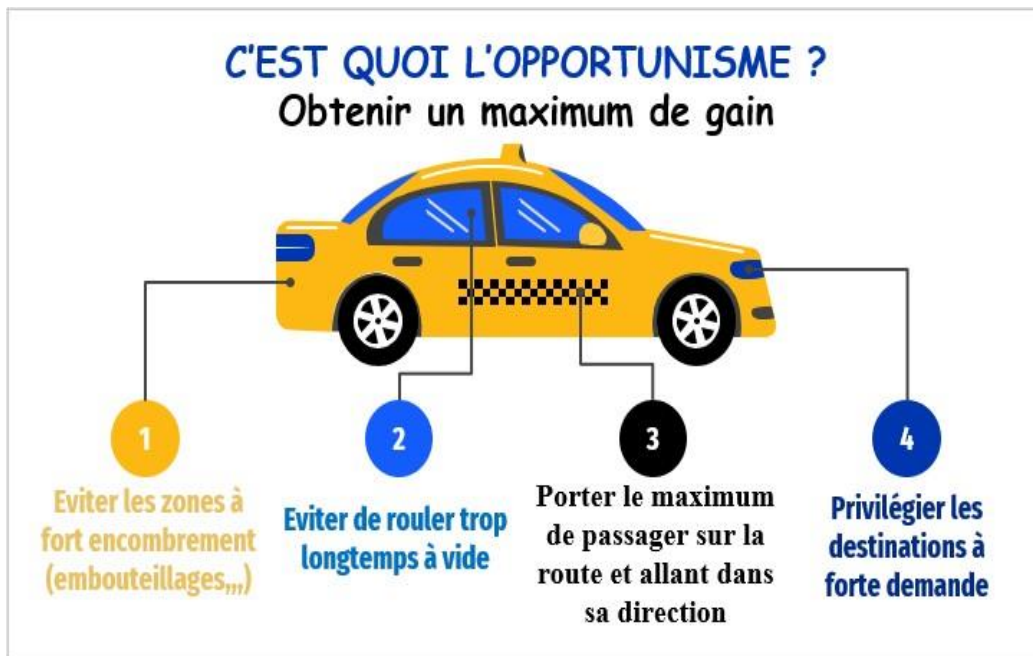 C'EST QUOI L'OPPORTUNISME ?
Obtenir un maximum de gain
1
Eviter les zones à
fort encombrement
(embouteillages,,,)
2
Eviter de rouler trop
longtemps à vide
3
Porter le maximum
de passager sur la
route et allant dans
sa direction
4
Privilégier les
destinations à
forte demande